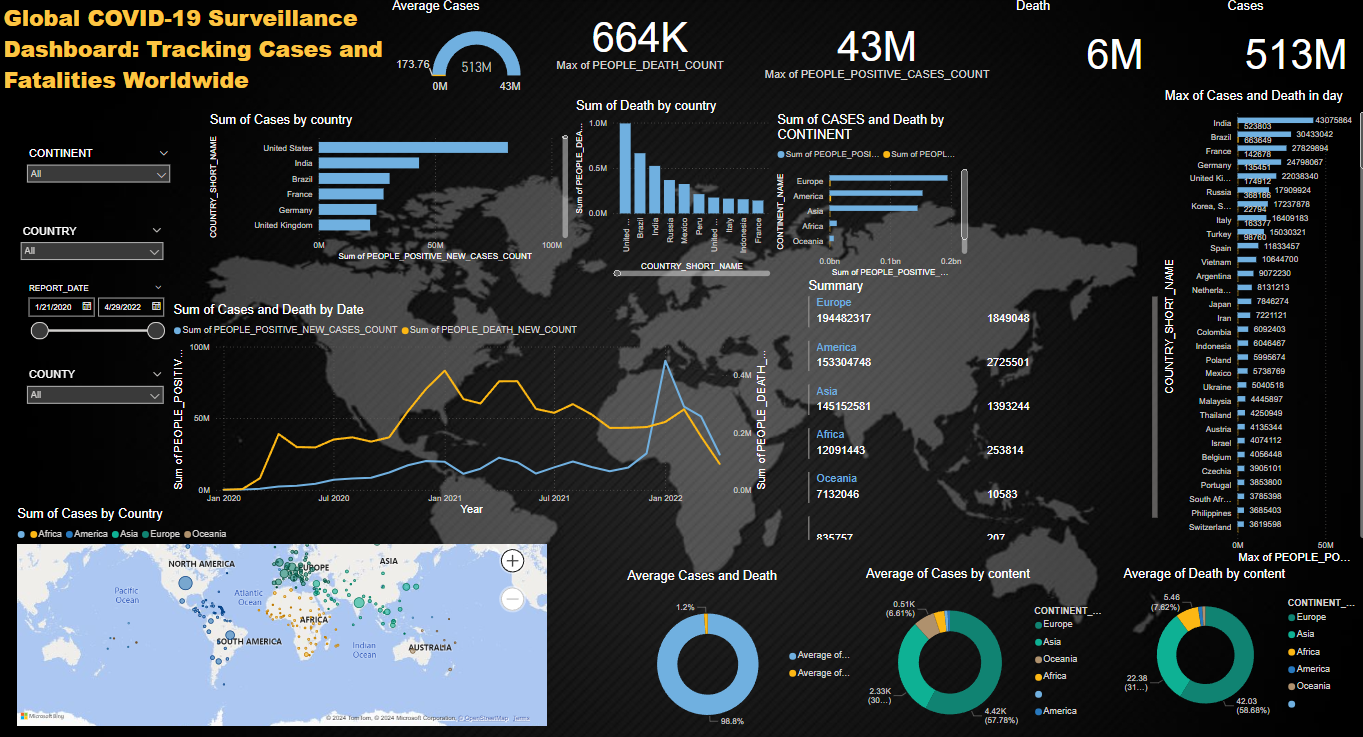 Global COVID-19 Surveillance
Dashboard: Tracking Cases and
Fatalities Worldwide
Average Cases
173.76
513M
0M
43M
664K
Max of PEOPLE_DEATH_COUNT
43M
Max of PEOPLE_POSITIVE_CASES_COUNT
Death
6M
Cases
513M
CONTINENT
All
COUNTRY
All
REPORT_DATE
1/21/2020
4/29/2022
COUNTY
All
Sum of Cases by country
COUNTRY_SHORT_NAME
United States
India
Brazil
France
Germany
United Kingdom
0M
50M
100M
Sum of PEOPLE_POSITIVE_NEW_CASES_COUNT
Sum of Death by country
Sum of PEOPLE_DEA...
1.0M
0.5M
0.0M
United ...
Brazil
India
Russia
Mexico
Peru
United ...
Italy
Indonesia
France
COUNTRY_SHORT_NAME
Sum of CASES and Death by
CONTINENT
Sum of PEOPLE_POSI...
Sum of PEOPL...
CONTINENT_NAME
Europe
America
Asia
Africa
Oceania
0.0bn
0.1bn
0.2bn
Sum of PEOPLE_POSITIVE_...
Max of Cases and Death in day
COUNTRY_SHORT_NAME
India
43075864
523803
Brazil
30433042
663649
France
27829894
142678
Germany
24798067
135451
United Ki...
22038340
174912
Russia
17909924
368166
Korea, S...
17237878
22794
Italy
16409183
163377
Turkey
15030321
98760
Spain
11833457
Vietnam
10644700
Argentina
9072230
Netherla...
8131213
Japan
7846274
Iran
7221121
Colombia
6092403
Indonesia
6046467
Poland
5995674
Mexico
5738769
Ukraine
5040518
Malaysia
4445897
Thailand
4250949
Austria
4135344
Israel
4074112
Belgium
4056448
Czechia
3905101
Portugal
3853800
South Afr...
3785398
Philippines
3685403
Switzerland
3619598
0M
50M
Max of PEOPLE_PO...
Sum of Cases and Death by Date
Sum of PEOPLE_POSITIVE_NEW_CASES_COUNT
Sum of PEOPLE_DEATH_NEW_COUNT
Sum of PEOPLE_POSITIV...
100M
50M
0M
Jan 2020
Jul 2020
Jan 2021
Jul 2021
Jan 2022
Year
0.4M
0.2M
0.0M
Sum of PEOPLE_DEATH_...
Summary
Europe
194482317
1849048
America
153304748
2725501
Asia
145152581
1393244
Africa
12091443
253814
Oceania
7132046
10583
835757
207
Sum of Cases by Country
Africa
America
Asia
Europe
Oceania
NORTH AMERICA
EUROPE
ASIA
Pacific
Ocean
Atlantic
Ocean
AFRICA
SOUTH AMERICA
Indian
Ocean
AUSTRALIA
Microsoft Bing
© 2024 TomTom, © 2024 Microsoft Corporation, © OpenStreetMap Terms
Average Cases and Death
1.2%
98.8%
Average of...
Average of...
Average of Cases by content
0.51K
(6.61%)
2.33K
(30...)
4.42K
(57.78%)
CONTINENT_...
Europe
Asia
Oceania
Africa
America
Average of Death by content
5.46
(7.62%)
22.38
(31...)
42.03
(58.68%)
CONTINENT_...
Europe
Asia
Africa
America
Oceania